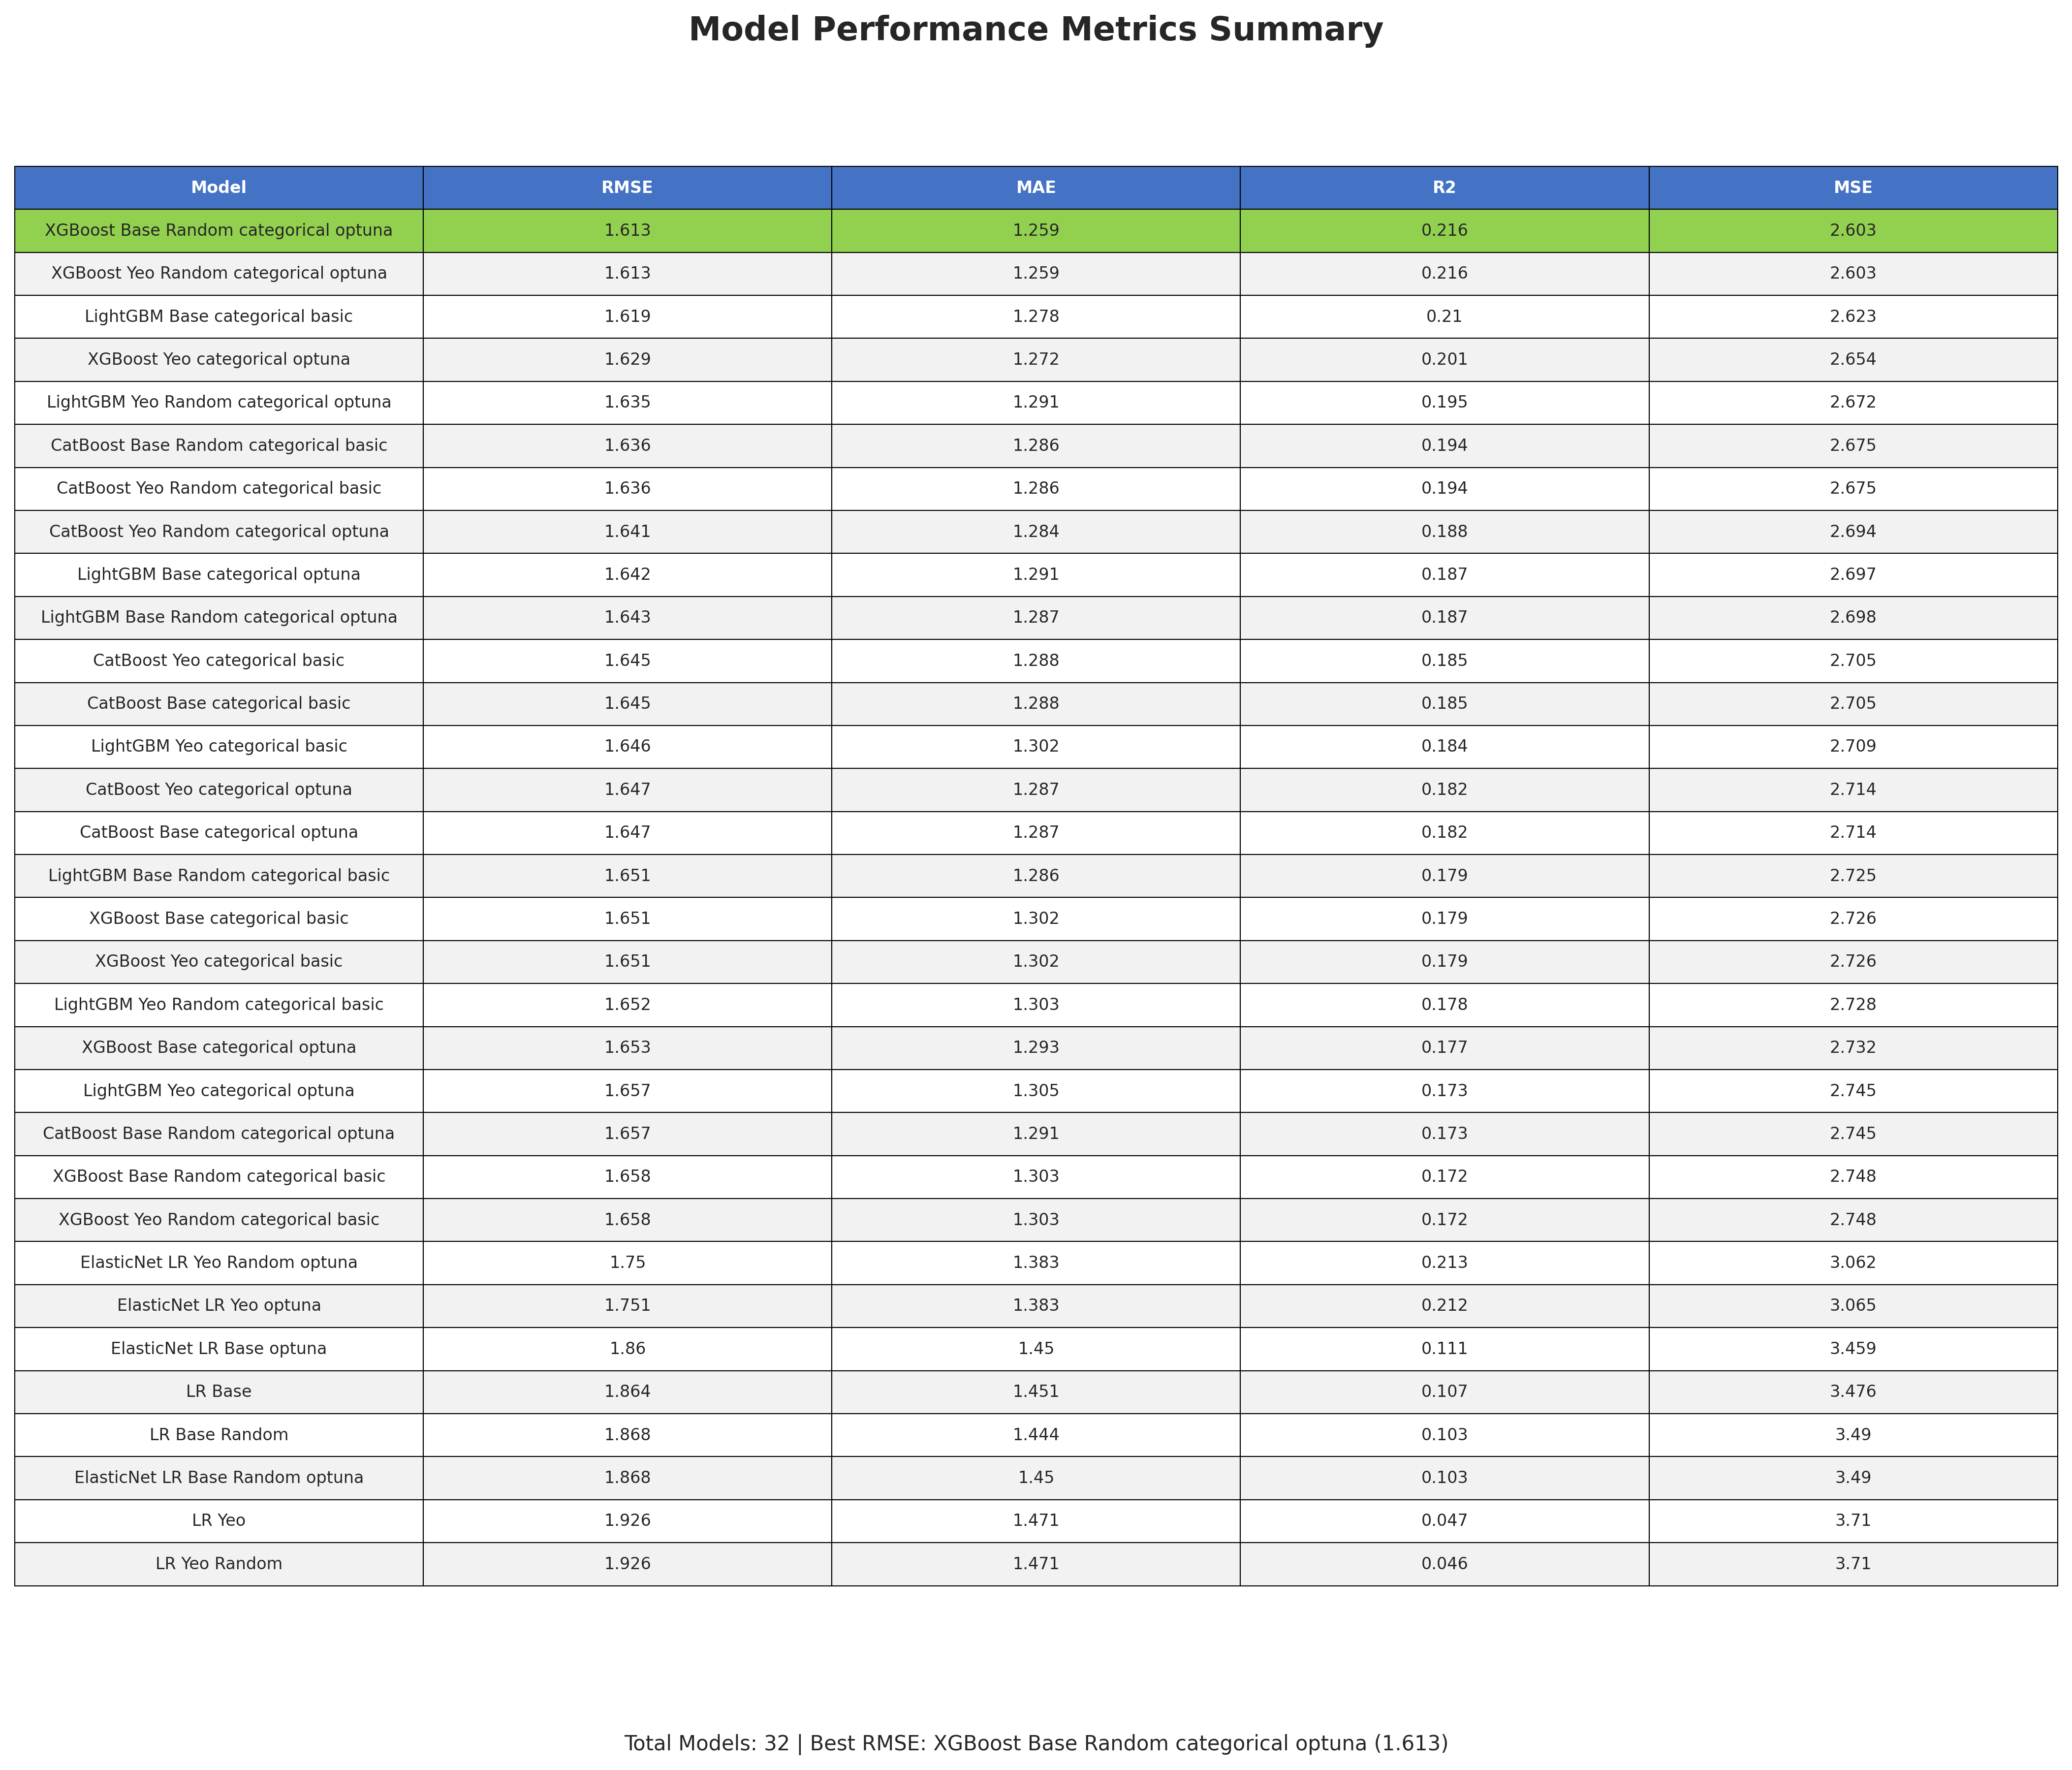 Model Performance Metrics Summary
Model RMSE MAE R2 MSE
XGBoost Base Random categorical optuna 1.613 1.259 0.216 2.603
XGBoost Yeo Random categorical optuna 1.613 1.259 0.216 2.603
LightGBM Base categorical basic 1.619 1.278 0.21 2.623
XGBoost Yeo categorical optuna 1.629 1.272 0.201 2.654
LightGBM Yeo Random categorical optuna 1.635 1.291 0.195 2.672
CatBoost Base Random categorical basic 1.636 1.286 0.194 2.675
CatBoost Yeo Random categorical basic 1.636 1.286 0.194 2.675
CatBoost Yeo Random categorical optuna 1.641 1.284 0.188 2.694
LightGBM Base categorical optuna 1.642 1.291 0.187 2.697
LightGBM Base Random categorical optuna 1.643 1.287 0.187 2.698
CatBoost Yeo categorical basic 1.645 1.288 0.185 2.705
CatBoost Base categorical basic 1.645 1.288 0.185 2.705
LightGBM Yeo categorical basic 1.646 1.302 0.184 2.709
CatBoost Yeo categorical optuna 1.647 1.287 0.182 2.714
CatBoost Base categorical optuna 1.647 1.287 0.182 2.714
LightGBM Base Random categorical basic 1.651 1.286 0.179 2.725
XGBoost Base categorical basic 1.651 1.302 0.179 2.726
XGBoost Yeo categorical basic 1.651 1.302 0.179 2.726
LightGBM Yeo Random categorical basic 1.652 1.303 0.178 2.728
XGBoost Base categorical optuna 1.653 1.293 0.177 2.732
LightGBM Yeo categorical optuna 1.657 1.305 0.173 2.745
CatBoost Base Random categorical optuna 1.657 1.291 0.173 2.745
XGBoost Base Random categorical basic 1.658 1.303 0.172 2.748
XGBoost Yeo Random categorical basic 1.658 1.303 0.172 2.748
ElasticNet LR Yeo Random optuna 1.75 1.383 0.213 3.062
ElasticNet LR Yeo optuna 1.751 1.383 0.212 3.065
ElasticNet LR Base optuna 1.86 1.45 0.111 3.459
LR Base 1.864 1.451 0.107 3.476
LR Base Random 1.868 1.444 0.103 3.49
ElasticNet LR Base Random optuna 1.868 1.45 0.103 3.49
LR Yeo 1.926 1.471 0.047 3.71
LR Yeo Random 1.926 1.471 0.046 3.71
Total Models: 32 | Best RMSE: XGBoost Base Random categorical optuna (1.613)